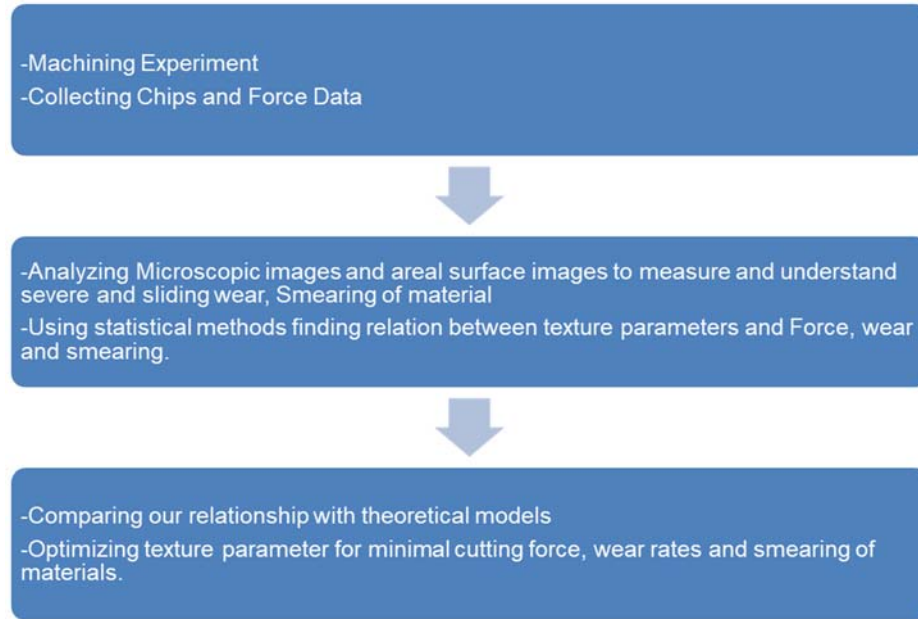 -Machining Experiment
-Collecting Chips and Force Data
-Analyzing Microscopic images and areal surface images to measure and understand
severe and sliding wear, Smearing of material
-Using statistical methods finding relation between texture parameters and Force, wear
and smearing.
-Comparing our relationship with theoretical models
-Optimizing texture parameter for minimal cutting force, wear rates and smearing of
materials.